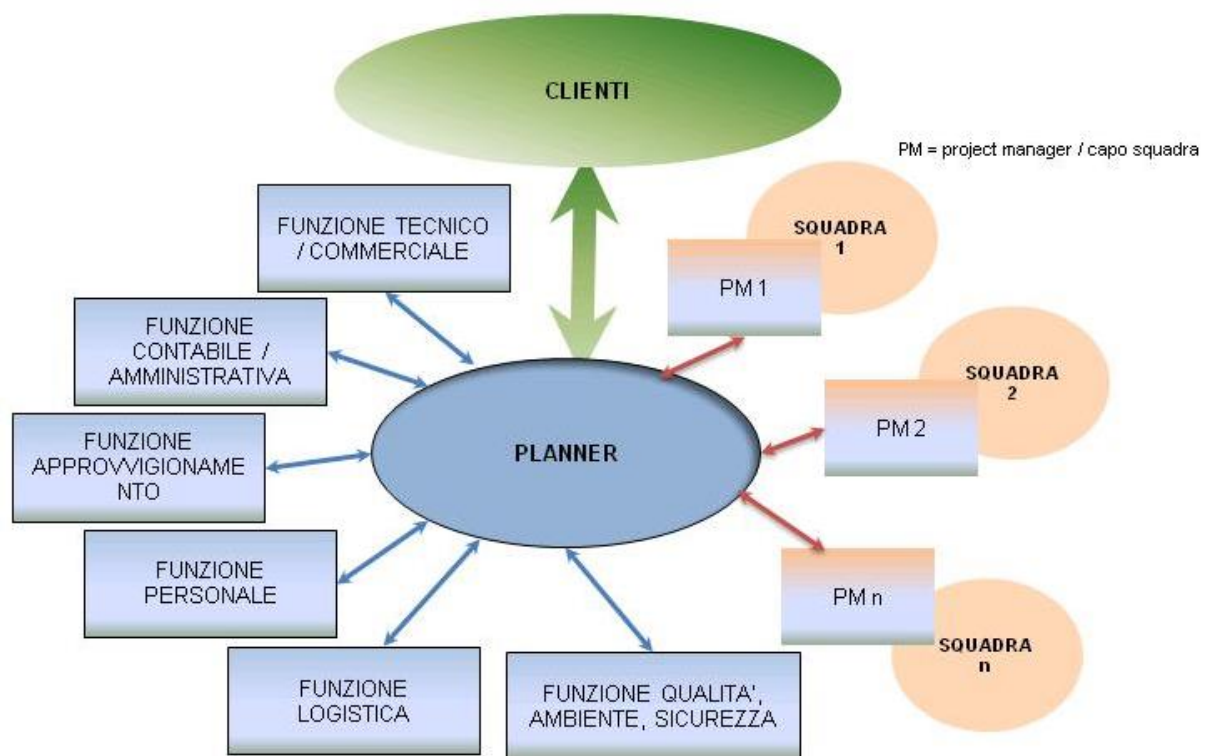 CLIENTI
PM = project manager / capo squadra
FUNZIONE TECNICO
/ COMMERCIALE
SQUADRA
1
PM 1
FUNZIONE
CONTABILE /
AMMINISTRATIVA
SQUADRA
2
PM 2
FUNZIONE
APPROVVIGIONAME
NTO
PLANNER
FUNZIONE
PERSONALE
PM n
SQUADRA
n
FUNZIONE
LOGISTICA
FUNZIONE QUALITA',
AMBIENTE, SICUREZZA